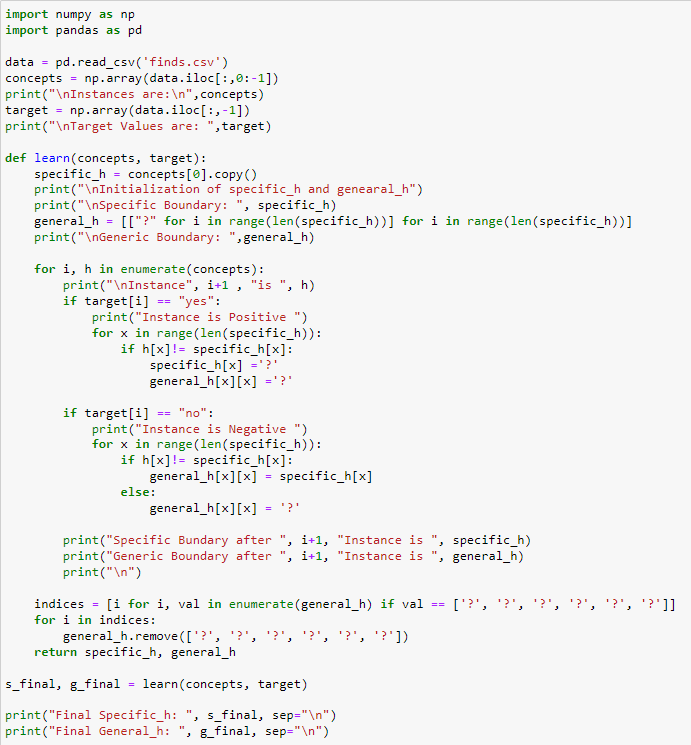 import numpy as np
import pandas as pd

data = pd.read_csv('finds.csv')
concepts = np.array(data.iloc[:,0:-1])
print("\nInstances are:\n",concepts)
target = np.array(data.iloc[:,-1])
print("\nTarget Values are: ",target)

def learn(concepts, target):
    specific_h = concepts[0].copy()
    print("\nInitialization of specific_h and genearal_h")
    print("\nSpecific Boundary: ", specific_h)
    general_h = [["?" for i in range(len(specific_h))] for i in range(len(specific_h))]
    print("\nGeneric Boundary: ",general_h)

    for i, h in enumerate(concepts):
        print("\nInstance", i+1 , "is ", h)
        if target[i] == "yes":
            print("Instance is Positive ")
            for x in range(len(specific_h)):
                if h[x]!= specific_h[x]:
                    specific_h[x] ='?'
                    general_h[x][x] ='?'

        if target[i] == "no":
            print("Instance is Negative ")
            for x in range(len(specific_h)):
                if h[x]!= specific_h[x]:
                    general_h[x][x] = specific_h[x]
                else:
                    general_h[x][x] = '?'

        print("Specific Bundary after ", i+1, "Instance is ", specific_h)
        print("Generic Boundary after ", i+1, "Instance is ", general_h)
        print("\n")

    indices = [i for i, val in enumerate(general_h) if val == ['?', '?', '?', '?', '?', '?']]
    for i in indices:
        general_h.remove(['?', '?', '?', '?', '?', '?'])
    return specific_h, general_h

s_final, g_final = learn(concepts, target)

print("Final Specific_h: ", s_final, sep="\n")
print("Final General_h: ", g_final, sep="\n")